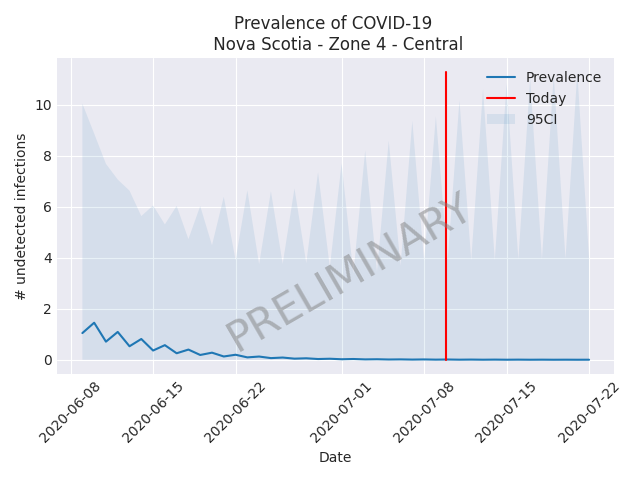 Prevalence of COVID-19
Nova Scotia - Zone 4 - Central
Prevalence
Today
95CI
10
8
6
4
2
0
# undetected infections
PRELIMINARY
2020-06-08
2020-06-15
2020-06-22
2020-07-01
2020-07-08
2020-07-15
2020-07-22
Date